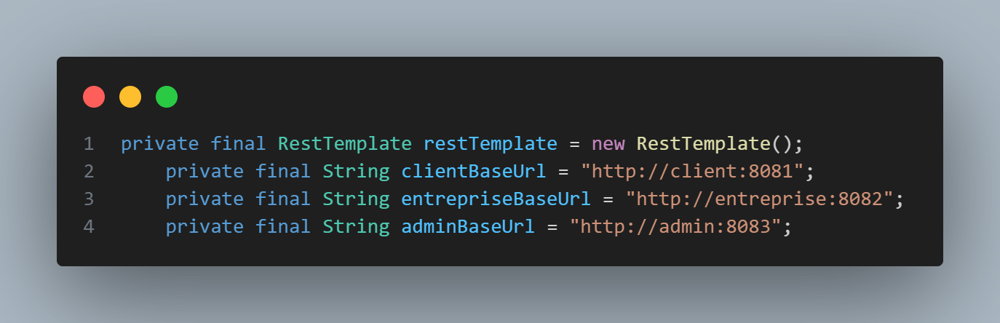 1 private final RestTemplate restTemplate = new RestTemplate();
2     private final String clientBaseUrl = "http://client:8081";
3     private final String entrepriseBaseUrl = "http://entreprise:8082";
4     private final String adminBaseUrl = "http://admin:8083";